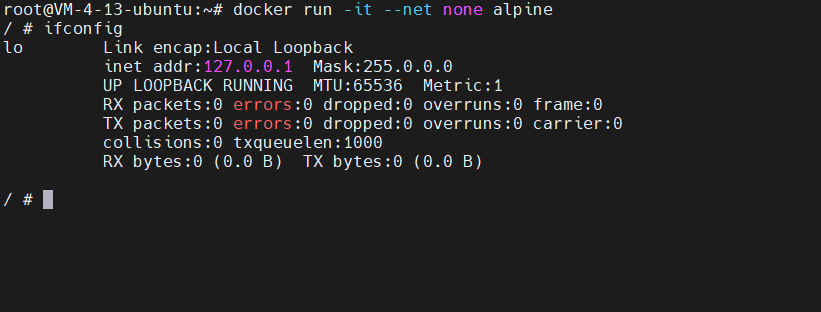 root@VM-4-13-ubuntu:~# docker run -it --net none alpine
/ # ifconfig
lo        Link encap:Local Loopback
          inet addr:127.0.0.1  Mask:255.0.0.0
          UP LOOPBACK RUNNING  MTU:65536  Metric:1
          RX packets:0 errors:0 dropped:0 overruns:0 frame:0
          TX packets:0 errors:0 dropped:0 overruns:0 carrier:0
          collisions:0 txqueuelen:1000
          RX bytes:0 (0.0 B)  TX bytes:0 (0.0 B)
/ #